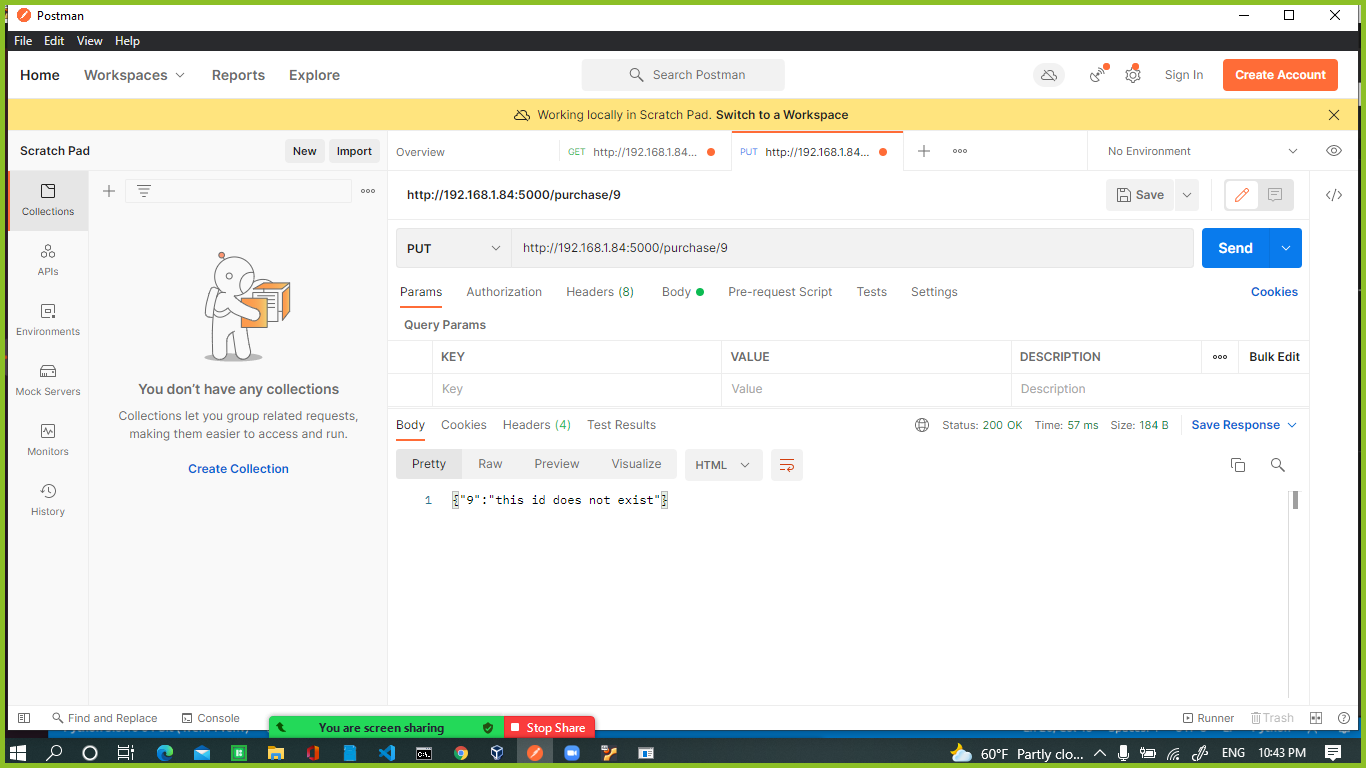 Postman
File Edit View Help
Home Workspaces Reports Explore Search Postman Sign In Create Account
Working locally in Scratch Pad. Switch to a Workspace
Scratch Pad New Import Overview GET http://192.168.1.84... PUT http://192.168.1.84... No Environment
Collections
http://192.168.1.84:5000/purchase/9 Save
APIs
Environments
Mock Servers
Monitors
History
PUT http://192.168.1.84:5000/purchase/9 Send
Params Authorization Headers (8) Body Pre-request Script Tests Settings Cookies
Query Params
KEY VALUE DESCRIPTION Bulk Edit
Key Value Description
You don't have any collections
Collections let you group related requests,
making them easier to access and run.
Create Collection
Body Cookies Headers (4) Test Results Status: 200 OK Time: 57 ms Size: 184 B Save Response
Pretty Raw Preview Visualize HTML
1 {"9":"this id does not exist"}
Find and Replace Console Runner Trash
You are screen sharing Stop Share
60°F Partly clo... ENG 10:43 PM